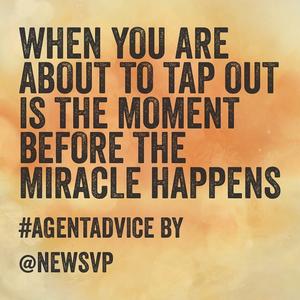 WHEN YOU ARE
ABOUT TO TAP OUT
IS THE MOMENT
BEFORE THE
MIRACLE HAPPENS
#AGENTADVICE BY
@NEWSVP